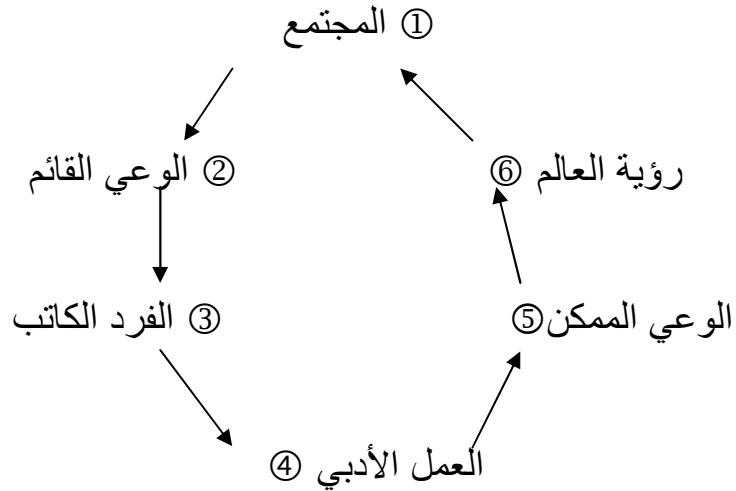 ① المجتمع
② الوعي القائم
رؤية العالم ⑥
③ الفرد الكاتب
الوعي الممكن⑤
العمل الأدبي ④